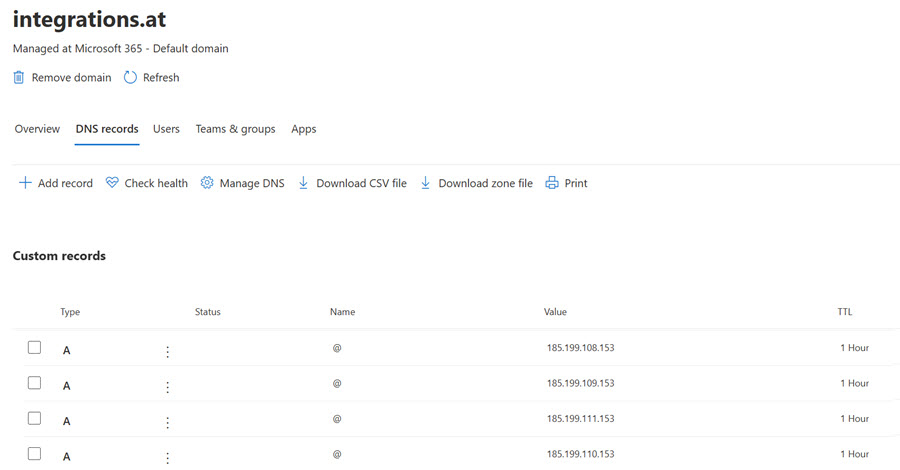 integrations.at
Managed at Microsoft 365 - Default domain
Remove domain Refresh
Overview DNS records Users Teams & groups Apps
Add record Check health Manage DNS Download CSV file Download zone file Print
Custom records
Type Status Name Value TTL
A @ 185.199.108.153 1 Hour
A @ 185.199.109.153 1 Hour
A @ 185.199.111.153 1 Hour
A @ 185.199.110.153 1 Hour